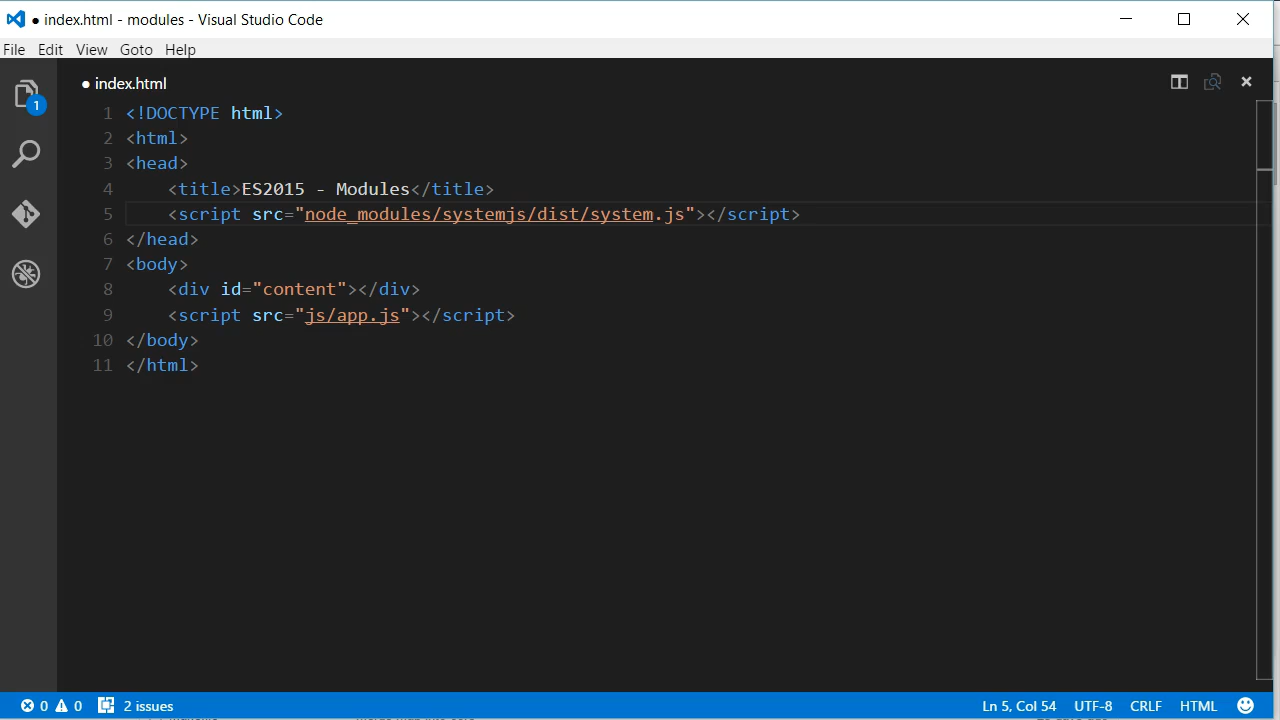 ● index.html - modules - Visual Studio Code
File Edit View Goto Help
● index.html
1
1 <!DOCTYPE html>
2 <html>
3 <head>
4     <title>ES2015 - Modules</title>
5     <script src="node_modules/systemjs/dist/system.js"></script>
6 </head>
7 <body>
8     <div id="content"></div>
9     <script src="js/app.js"></script>
10 </body>
11 </html>
0 0 2 issues Ln 5, Col 54 UTF-8 CRLF HTML